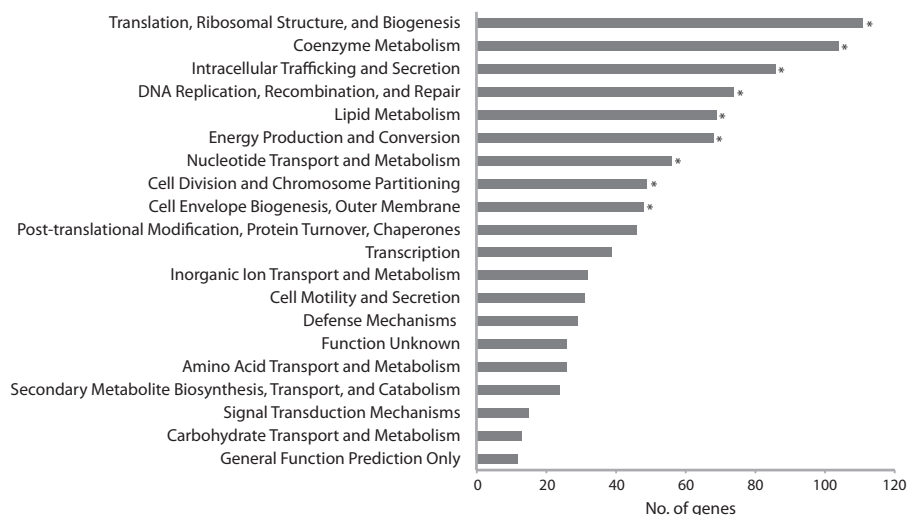 Translation, Ribosomal Structure, and Biogenesis *
Coenzyme Metabolism *
Intracellular Trafficking and Secretion *
DNA Replication, Recombination, and Repair *
Lipid Metabolism *
Energy Production and Conversion *
Nucleotide Transport and Metabolism *
Cell Division and Chromosome Partitioning *
Cell Envelope Biogenesis, Outer Membrane *
Post-translational Modification, Protein Turnover, Chaperones
Transcription
Inorganic Ion Transport and Metabolism
Cell Motility and Secretion
Defense Mechanisms
Function Unknown
Amino Acid Transport and Metabolism
Secondary Metabolite Biosynthesis, Transport, and Catabolism
Signal Transduction Mechanisms
Carbohydrate Transport and Metabolism
General Function Prediction Only
0 20 40 60 80 100 120
No. of genes